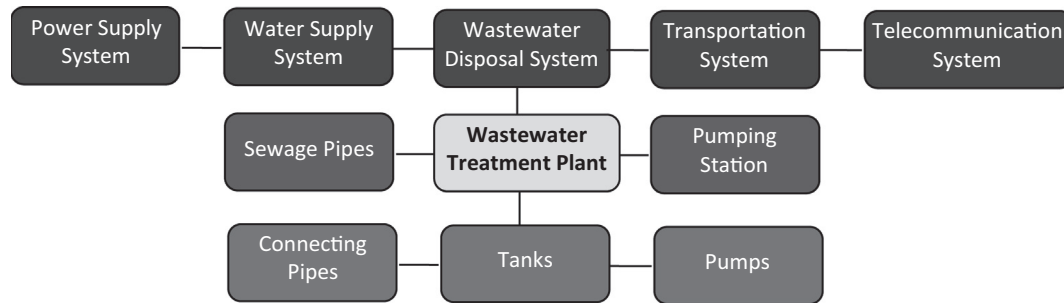 Power Supply
System
Water Supply
System
Wastewater
Disposal System
Transportation
System
Telecommunication
System
Sewage Pipes
Wastewater
Treatment Plant
Pumping
Station
Connecting
Pipes
Tanks
Pumps